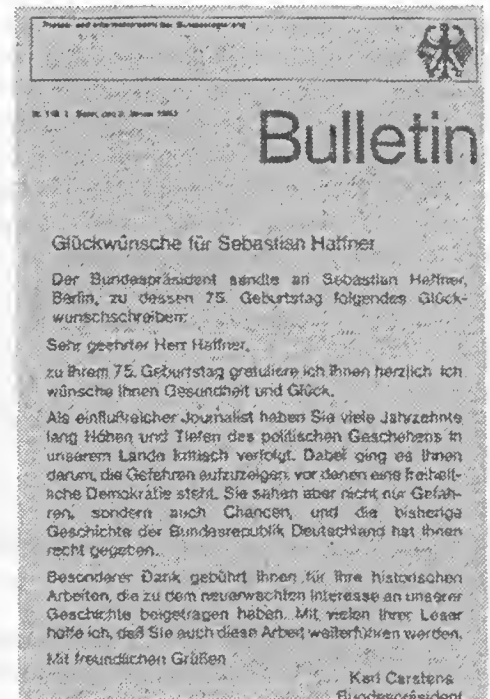 Presse- und Informationsamt der Bundesregierung
Bulletin
Glückwünsche für Sebastian Haffner
Der Bundespräsident sandte an Sebastian Haffner,
Berlin, zu dessen 75. Geburtstag folgendes Glück-
wunschschreiben:
Sehr geehrter Herr Haffner,
zu Ihrem 75. Geburtstag gratuliere ich Ihnen herzlich. Ich
wünsche Ihnen Gesundheit und Glück.
Als einflußreicher Journalist haben Sie viele Jahrzehnte
lang Höhen und Tiefen des politischen Geschehens in
unserem Lande kritisch verfolgt. Dabei ging es Ihnen
darum, die Gefahren aufzuzeigen, vor denen eine freiheit-
liche Demokratie steht. Sie sahen aber nicht nur Gefah-
ren, sondern auch Chancen, und die bisherige
Geschichte der Bundesrepublik Deutschland hat Ihnen
recht gegeben.
Besonderer Dank gebührt Ihnen für Ihre historischen
Arbeiten, die zu dem neuerwachten Interesse an unserer
Geschichte beigetragen haben. Mit vielen Ihrer Leser
hoffe ich, daß Sie auch diese Arbeit weiterführen werden.
Mit freundlichen Grüßen
Karl Carstens
Bundespräsident